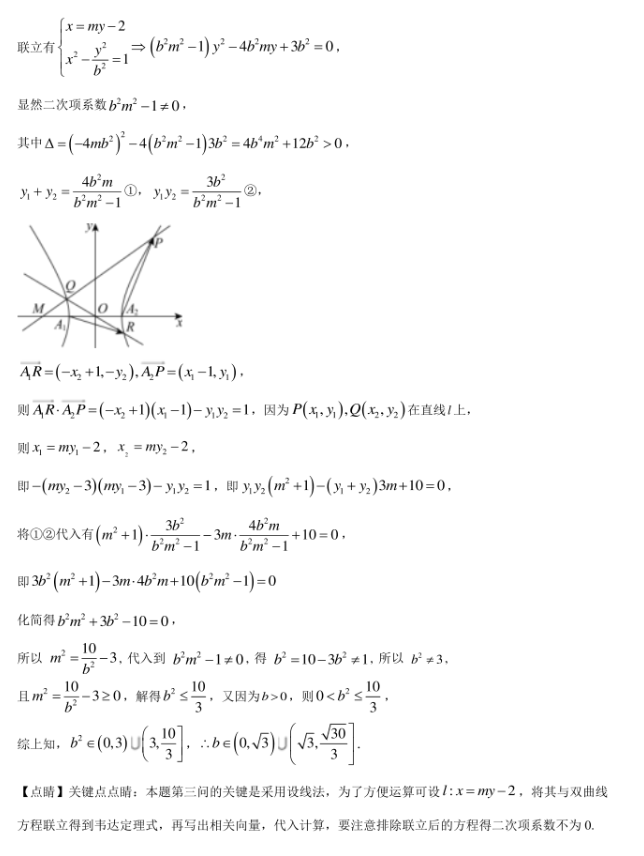 联立有 { x = my − 2
x² − y²/b² = 1 ⇒ (b²m² − 1)y² − 4b²my + 3b² = 0,
显然二次项系数 b²m² − 1 ≠ 0,
其中 Δ = (−4mb²)² − 4(b²m² − 1)3b² = 4b⁴m² + 12b² > 0,
y₁ + y₂ = 4b²m/(b²m² − 1) ①, y₁y₂ = 3b²/(b²m² − 1) ②,
y
P
Q
M O A₂
A₁ R x
A₁R = (−x₂ + 1, −y₂), A₂P = (x₁ − 1, y₁),
则 A₁R · A₂P = (−x₂ + 1)(x₁ − 1) − y₁y₂ = 1, 因为 P(x₁, y₁), Q(x₂, y₂) 在直线 l 上,
则 x₁ = my₁ − 2, x₂ = my₂ − 2,
即 −(my₂ − 3)(my₁ − 3) − y₁y₂ = 1, 即 y₁y₂(m² + 1) − (y₁ + y₂)3m + 10 = 0,
将①②代入有 (m² + 1) · 3b²/(b²m² − 1) − 3m · 4b²m/(b²m² − 1) + 10 = 0,
即 3b²(m² + 1) − 3m · 4b²m + 10(b²m² − 1) = 0
化简得 b²m² + 3b² − 10 = 0,
所以 m² = 10/b² − 3, 代入到 b²m² − 1 ≠ 0, 得 b² = 10 − 3b² ≠ 1, 所以 b² ≠ 3,
且 m² = 10/b² − 3 ≥ 0, 解得 b² ≤ 10/3, 又因为 b > 0, 则 0 < b² ≤ 10/3,
综上知, b² ∈ (0,3) ∪ (3, 10/3], ∴ b ∈ (0, √3) ∪ (√3, √30/3].
【点睛】关键点点睛：本题第三问的关键是采用设线法，为了方便运算可设 l : x = my − 2，将其与双曲线
方程联立得到韦达定理式，再写出相关向量，代入计算，要注意排除联立后的方程得二次项系数不为 0.